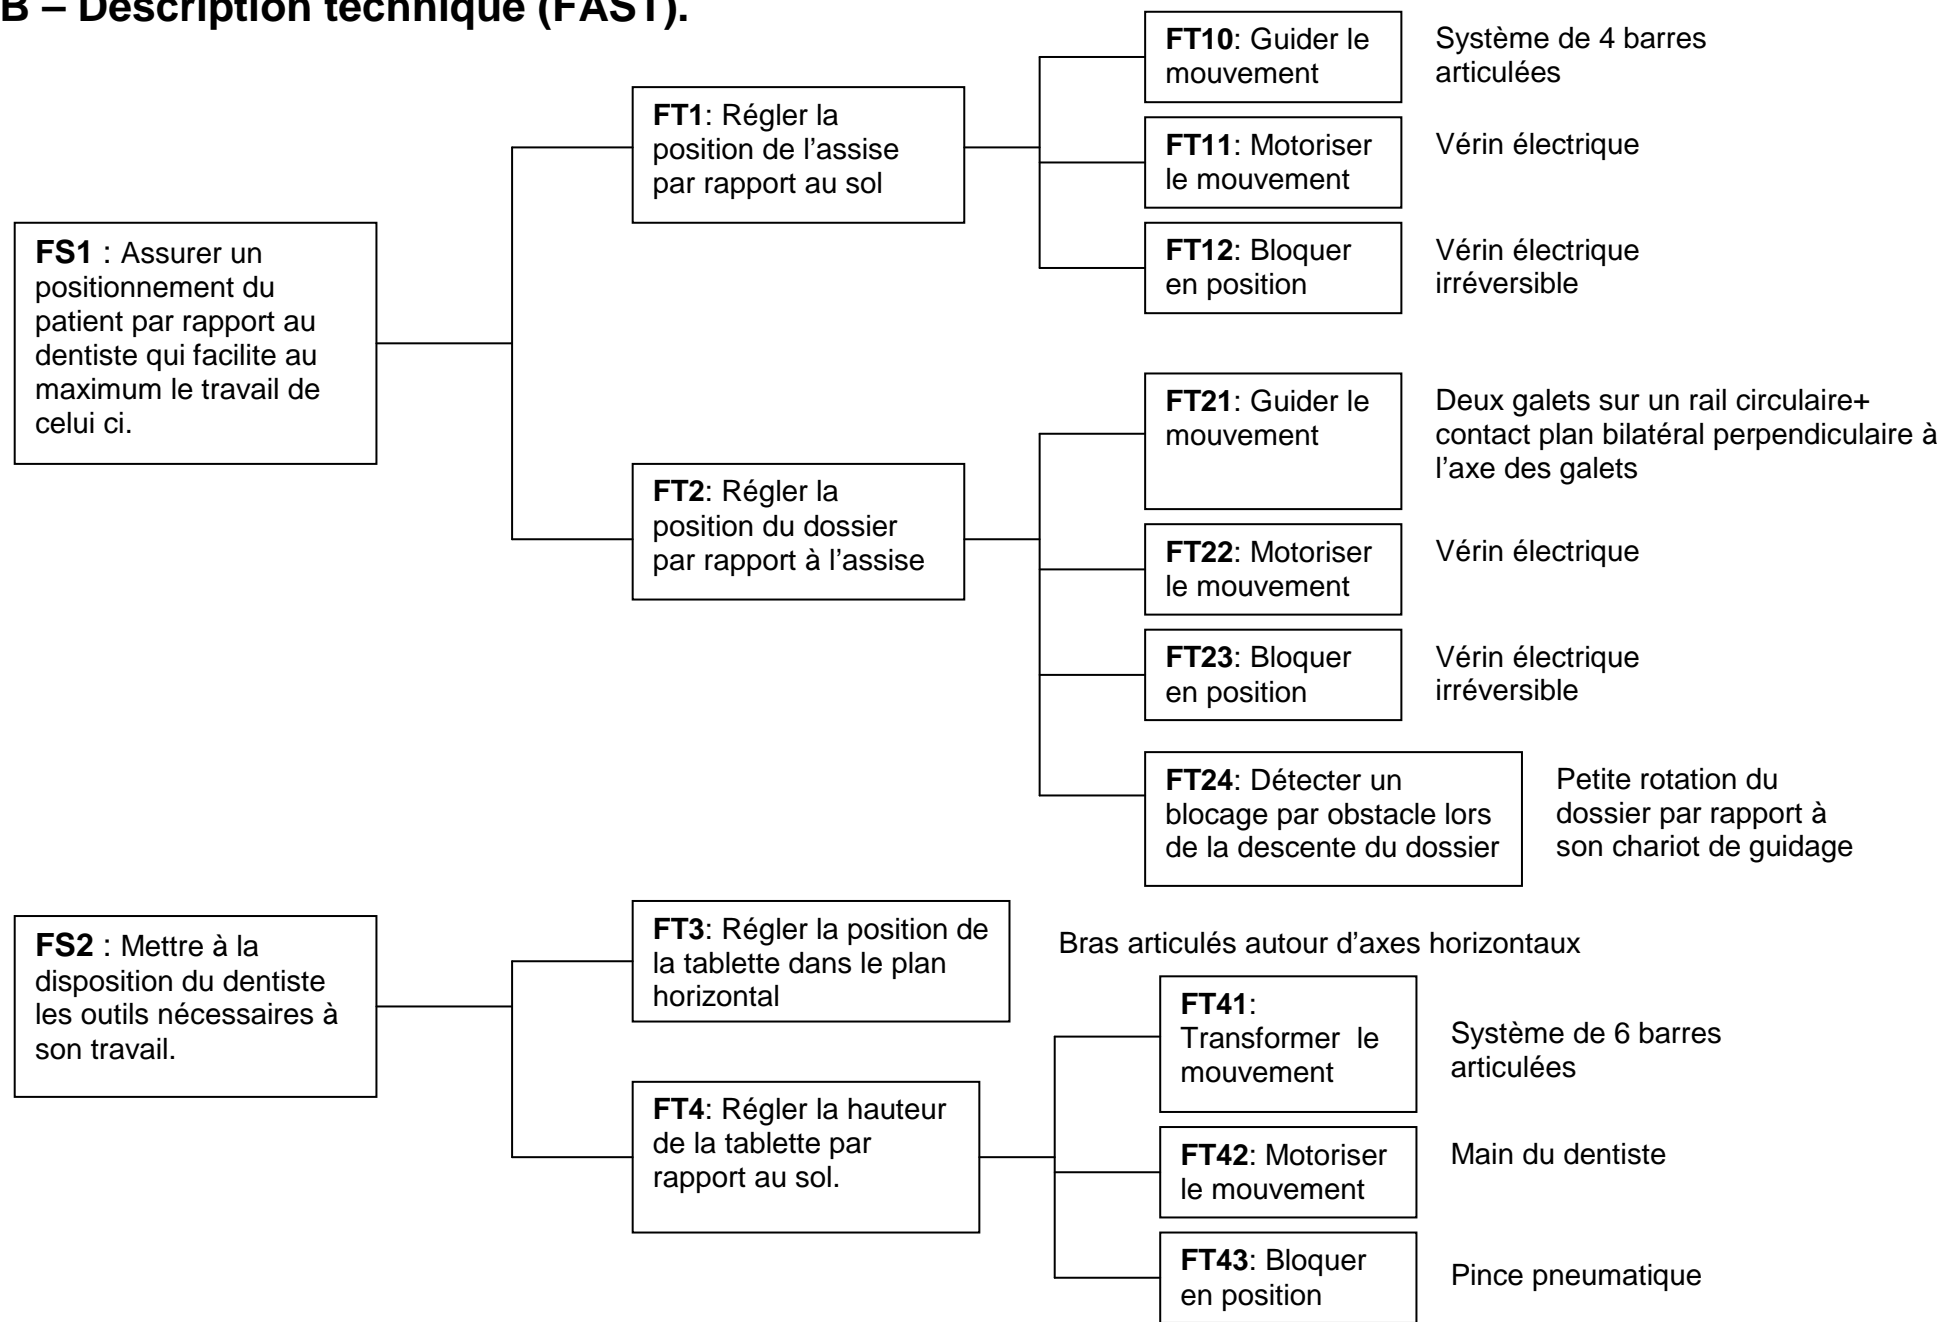 B – Description technique (FAST).
FS1 : Assurer un
positionnement du
patient par rapport au
dentiste qui facilite au
maximum le travail de
celui ci.
FT1: Régler la
position de l'assise
par rapport au sol
FT10: Guider le
mouvement
Système de 4 barres
articulées
FT11: Motoriser
le mouvement
Vérin électrique
FT12: Bloquer
en position
Vérin électrique
irréversible
FT2: Régler la
position du dossier
par rapport à l'assise
FT21: Guider le
mouvement
Deux galets sur un rail circulaire+
contact plan bilatéral perpendiculaire à
l'axe des galets
FT22: Motoriser
le mouvement
Vérin électrique
FT23: Bloquer
en position
Vérin électrique
irréversible
FT24: Détecter un
blocage par obstacle lors
de la descente du dossier
Petite rotation du
dossier par rapport à
son chariot de guidage
FS2 : Mettre à la
disposition du dentiste
les outils nécessaires à
son travail.
FT3: Régler la position de
la tablette dans le plan
horizontal
Bras articulés autour d'axes horizontaux
FT4: Régler la hauteur
de la tablette par
rapport au sol.
FT41:
Transformer le
mouvement
Système de 6 barres
articulées
FT42: Motoriser
le mouvement
Main du dentiste
FT43: Bloquer
en position
Pince pneumatique